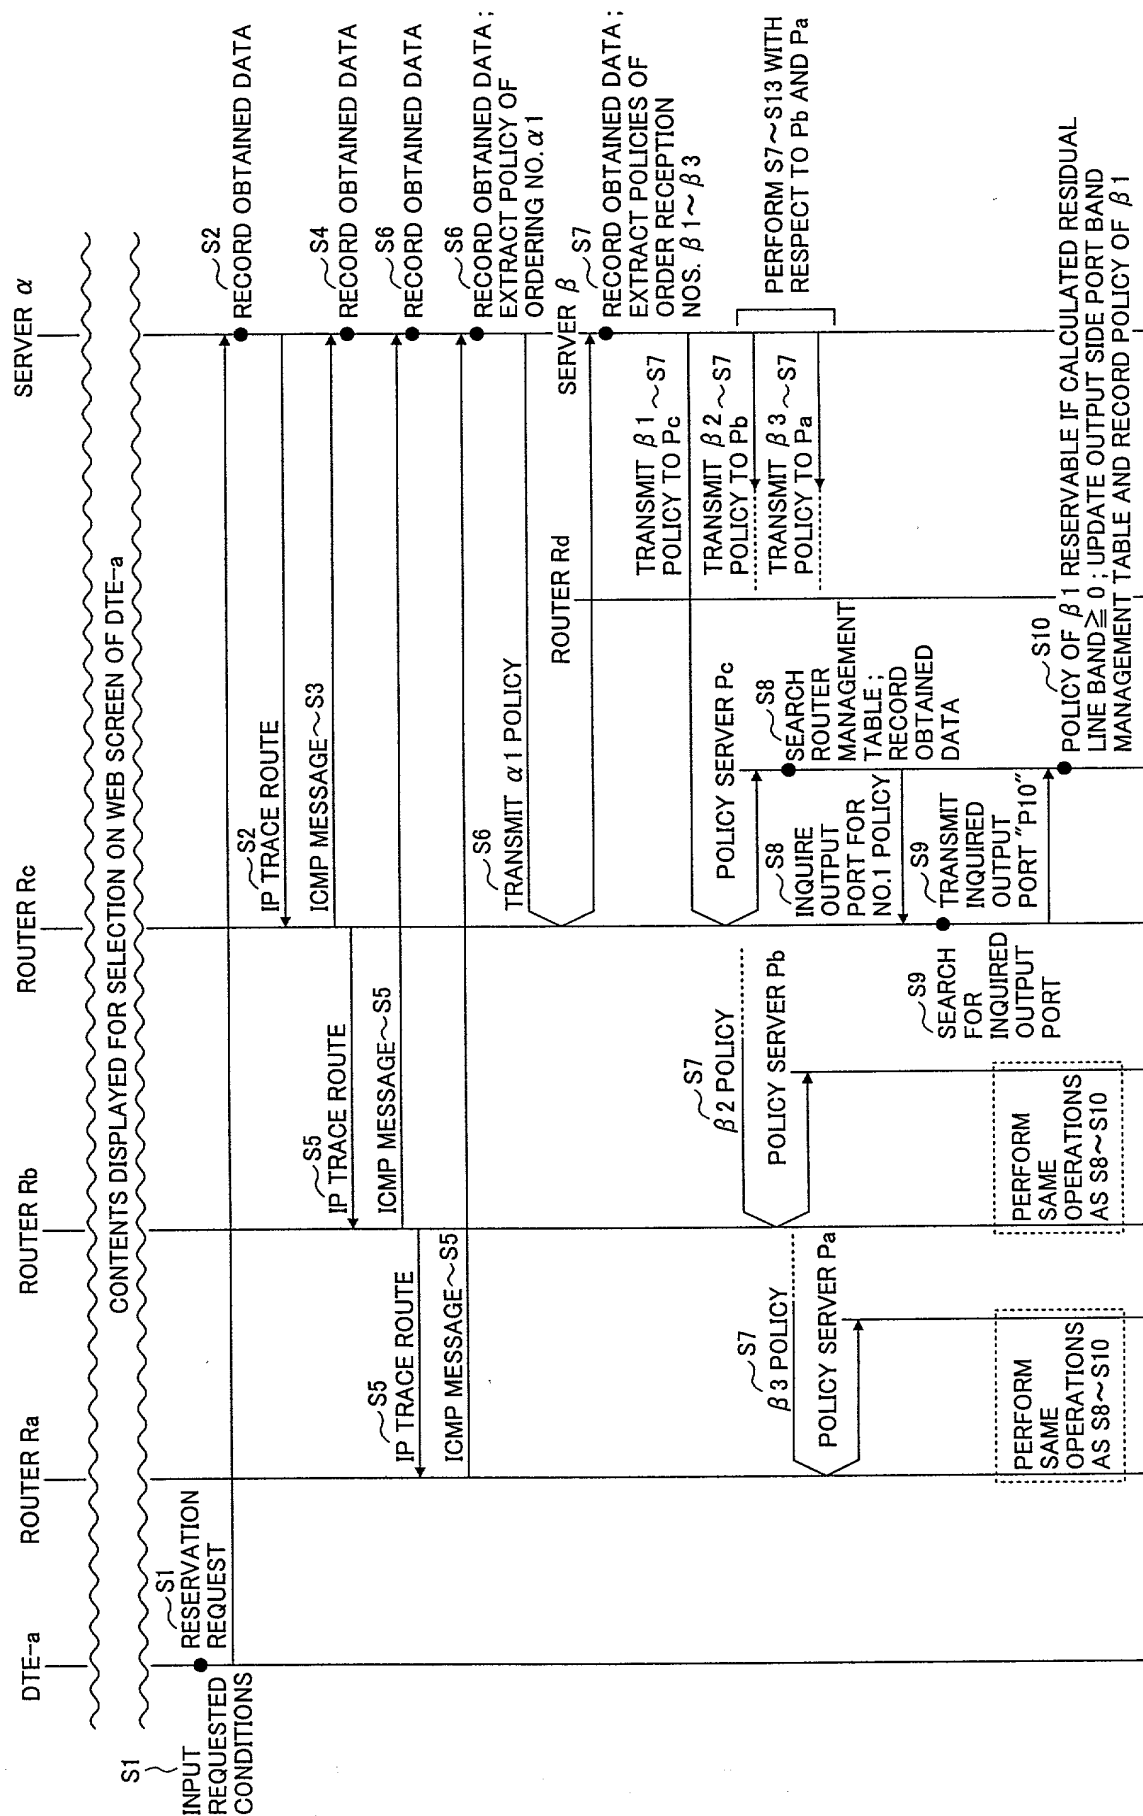 DTE-a
ROUTER Ra
ROUTER Rb
ROUTER Rc
SERVER α
CONTENTS DISPLAYED FOR SELECTION ON WEB SCREEN OF DTE-a
S1
INPUT
REQUESTED
CONDITIONS
S1
RESERVATION
REQUEST
S2
RECORD OBTAINED DATA
S2
IP TRACE ROUTE
ICMP MESSAGE~S3
S4
RECORD OBTAINED DATA
S5
IP TRACE ROUTE
ICMP MESSAGE~S5
S6
RECORD OBTAINED DATA
S5
IP TRACE ROUTE
ICMP MESSAGE~S5
S6
RECORD OBTAINED DATA;
EXTRACT POLICY OF
ORDERING NO. α1
S6
TRANSMIT α1 POLICY
ROUTER Rd
SERVER β
S7
RECORD OBTAINED DATA;
EXTRACT POLICIES OF
ORDER RECEPTION
NOS. β1~β3
TRANSMIT β1~S7
POLICY TO Pc
TRANSMIT β2~S7
POLICY TO Pb
TRANSMIT β3~S7
POLICY TO Pa
PERFORM S7~S13 WITH
RESPECT TO Pb AND Pa
POLICY SERVER Pc
S7
β2 POLICY
POLICY SERVER Pb
S7
β3 POLICY
POLICY SERVER Pa
S8
SEARCH
ROUTER
MANAGEMENT
TABLE;
RECORD
OBTAINED
DATA
S8
INQUIRE
OUTPUT
PORT FOR
NO.1 POLICY
S9
SEARCH
FOR
INQUIRED
OUTPUT
PORT
S9
TRANSMIT
INQUIRED
OUTPUT
PORT "P10"
S10
POLICY OF β1 RESERVABLE IF CALCULATED RESIDUAL
LINE BAND≧0; UPDATE OUTPUT SIDE PORT BAND
MANAGEMENT TABLE AND RECORD POLICY OF β1
PERFORM
SAME
OPERATIONS
AS S8~S10
PERFORM
SAME
OPERATIONS
AS S8~S10